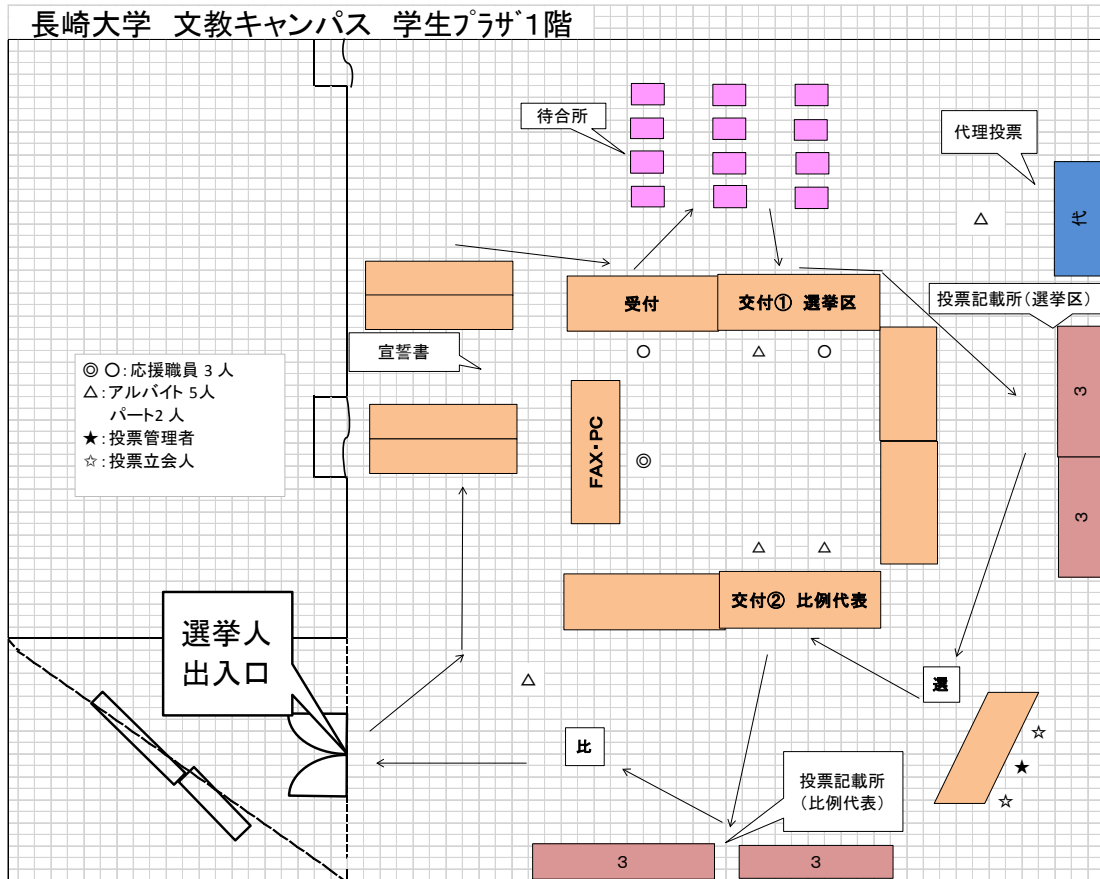 長崎大学 文教キャンパス 学生ﾌﾟﾗｻﾞ1階
待合所
代理投票
代
受付
交付① 選挙区
投票記載所(選挙区)
宣誓書
◎ ○:応援職員 3 人
△:アルバイト 5人
パート2 人
★:投票管理者
☆:投票立会人
FAX・PC
3
3
交付② 比例代表
選挙人
出入口
選
比
投票記載所
(比例代表)
3
3